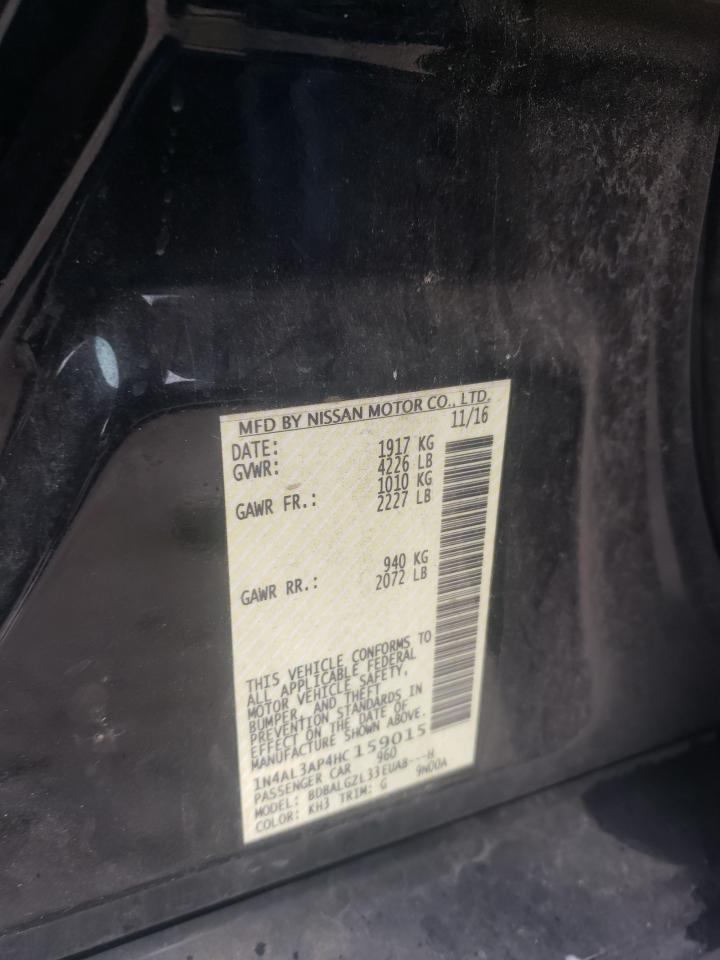 MFD BY NISSAN MOTOR CO., LTD.
DATE: 11/16
GVWR: 1917 KG
4226 LB
GAWR FR.: 1010 KG
2227 LB
GAWR RR.: 940 KG
2072 LB
THIS VEHICLE CONFORMS TO
ALL APPLICABLE FEDERAL
MOTOR VEHICLE SAFETY,
BUMPER, AND THEFT
PREVENTION STANDARDS IN
EFFECT ON THE DATE OF
MANUFACTURE SHOWN ABOVE.
1N4AL3AP4HC159015
PASSENGER CAR 960
MODEL: BDBALGZL33EUA8---H
COLOR: KH3 TRIM: G 9N00A